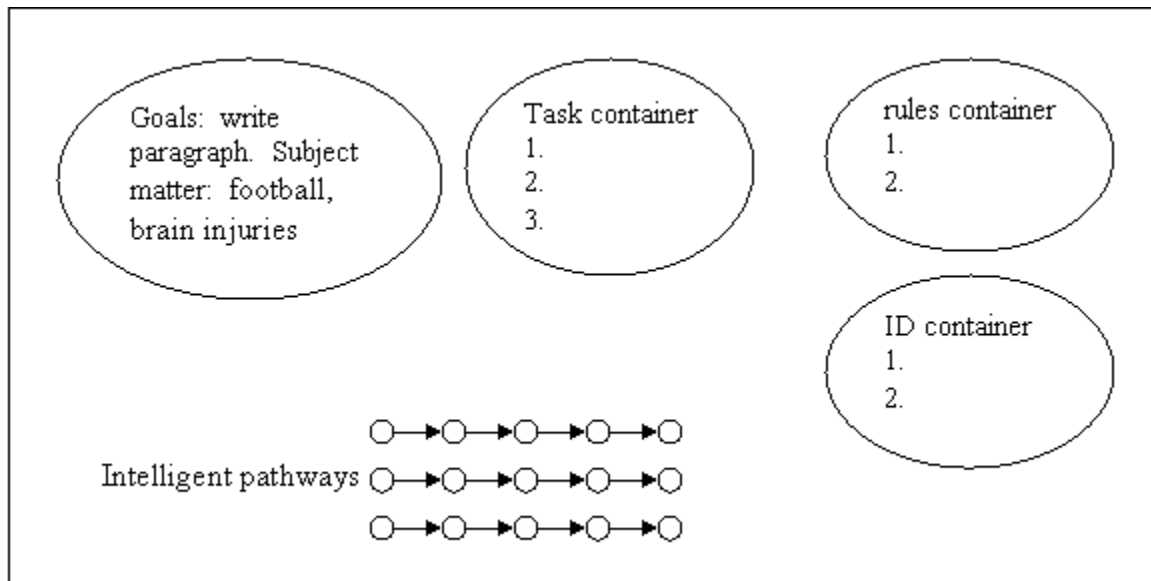 Goals:  write
paragraph.  Subject
matter:  football,
brain injuries
Task container
1.
2.
3.
rules container
1.
2.
ID container
1.
2.
Intelligent pathways